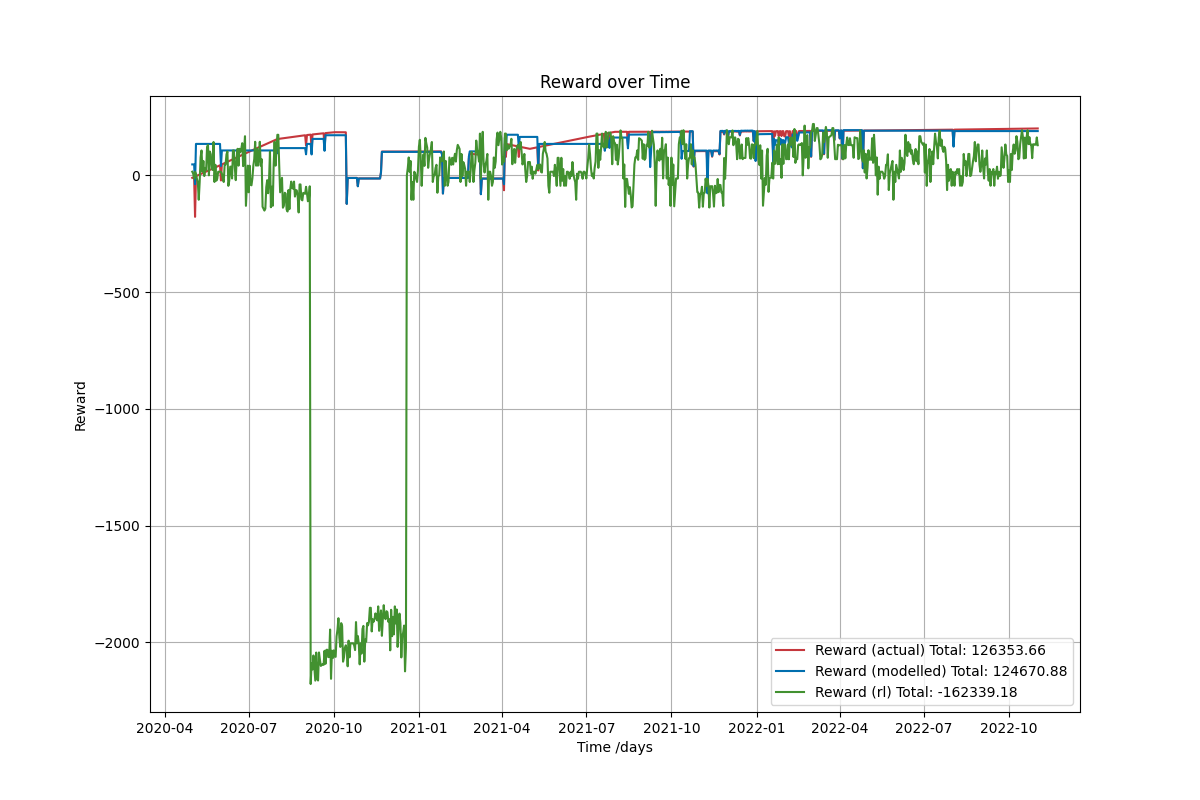 Reward over Time
0
−500
−1000
−1500
−2000
Reward
2020-04 2020-07 2020-10 2021-01 2021-04 2021-07 2021-10 2022-01 2022-04 2022-07 2022-10
Time /days
Reward (actual) Total: 126353.66
Reward (modelled) Total: 124670.88
Reward (rl) Total: -162339.18